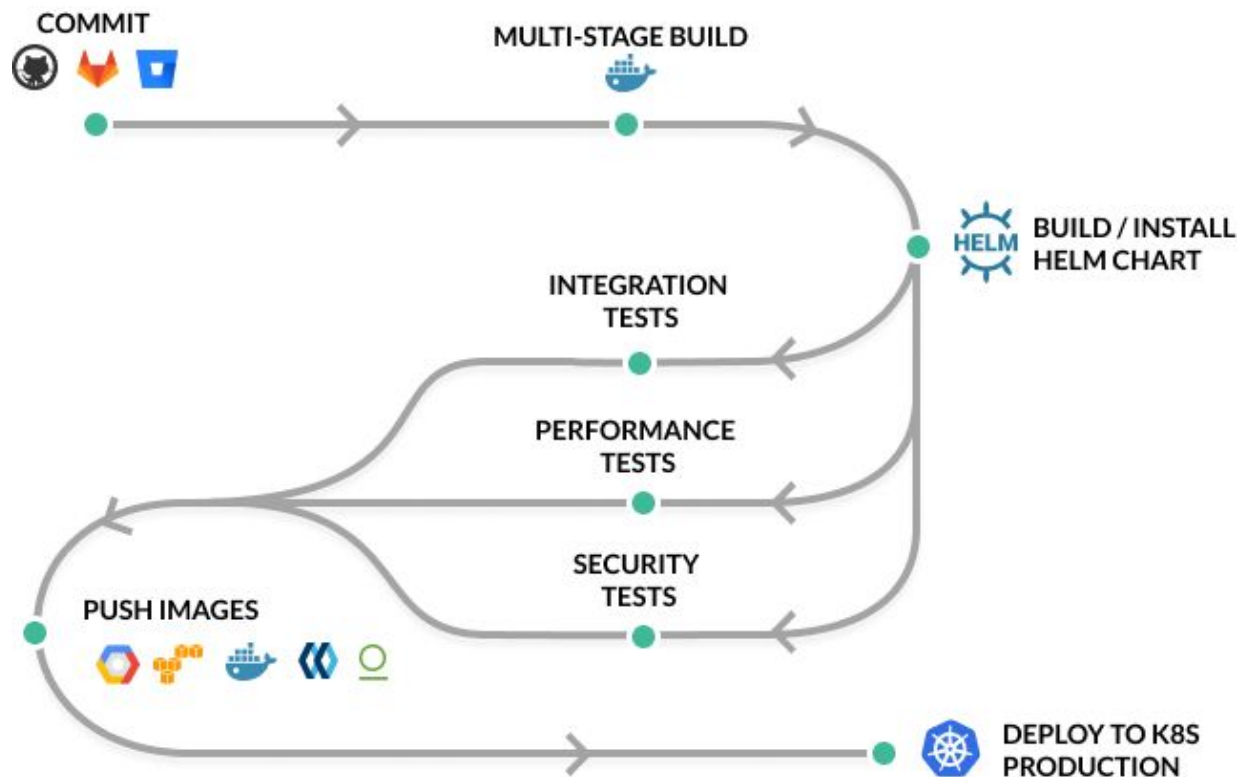 COMMIT
MULTI-STAGE BUILD
HELM
BUILD / INSTALL
HELM CHART
INTEGRATION
TESTS
PERFORMANCE
TESTS
SECURITY
TESTS
PUSH IMAGES
DEPLOY TO K8S
PRODUCTION